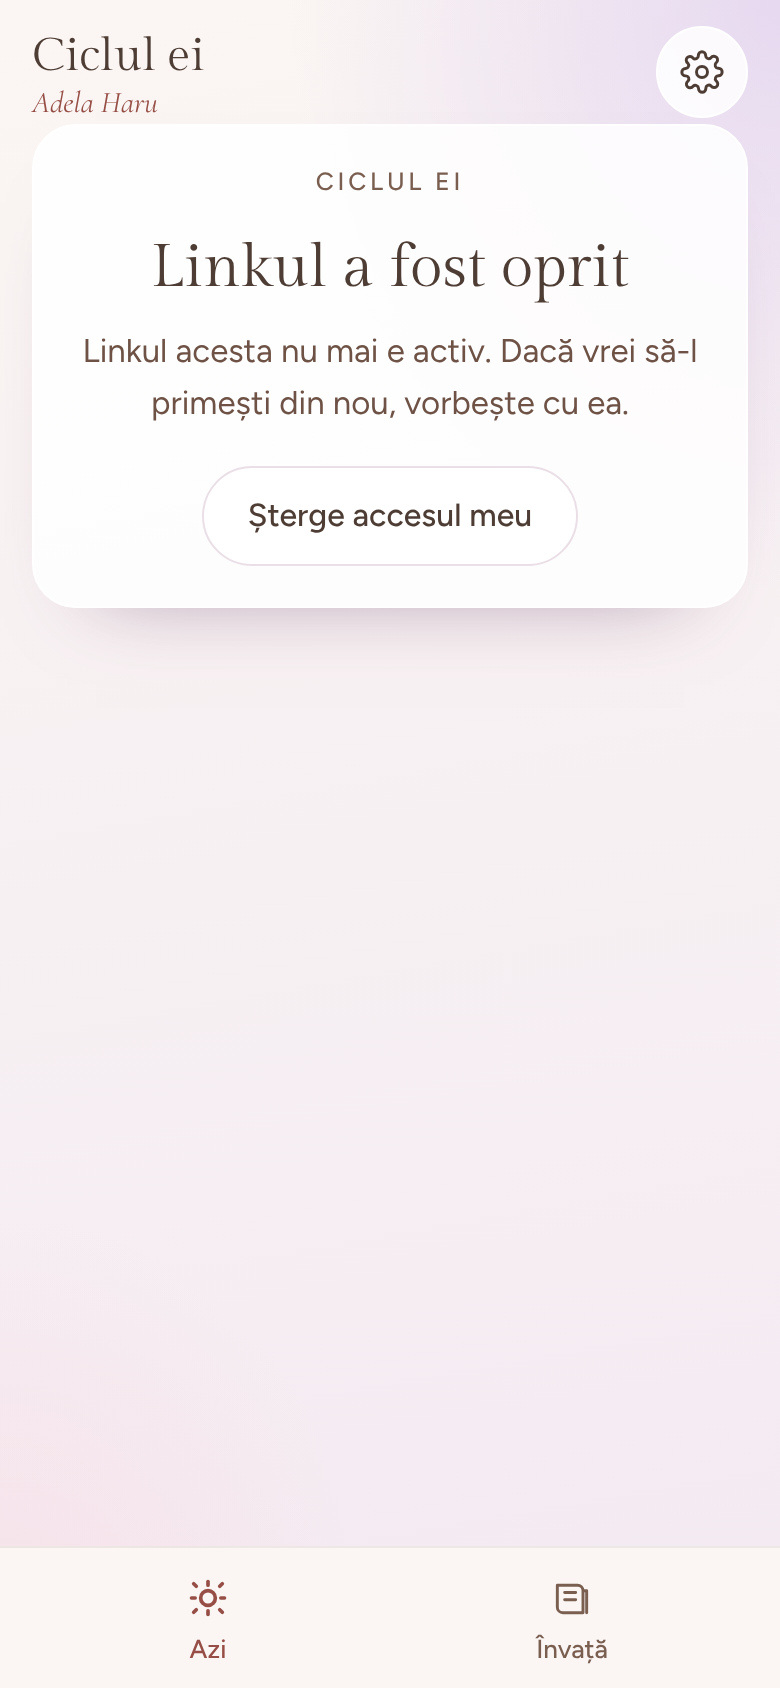 Ciclul ei
Adela Haru
CICLUL EI
Linkul a fost oprit
Linkul acesta nu mai e activ. Dacă vrei să-l
primești din nou, vorbește cu ea.
Șterge accesul meu
Azi
Învață